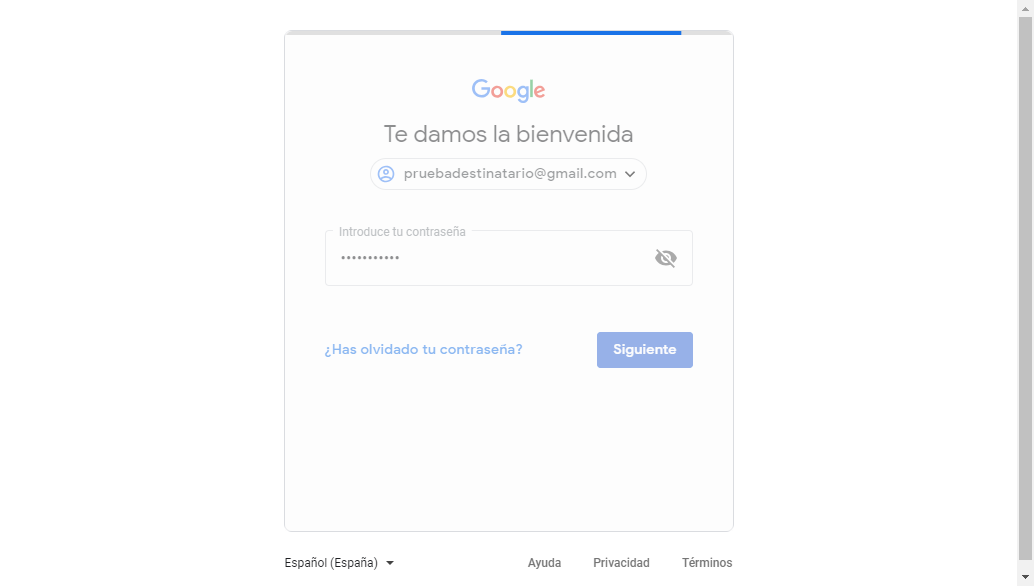 Google
Te damos la bienvenida
pruebadestinatario@gmail.com
Introduce tu contraseña
•••••••••••
¿Has olvidado tu contraseña?
Siguiente
Español (España)
Ayuda
Privacidad
Términos